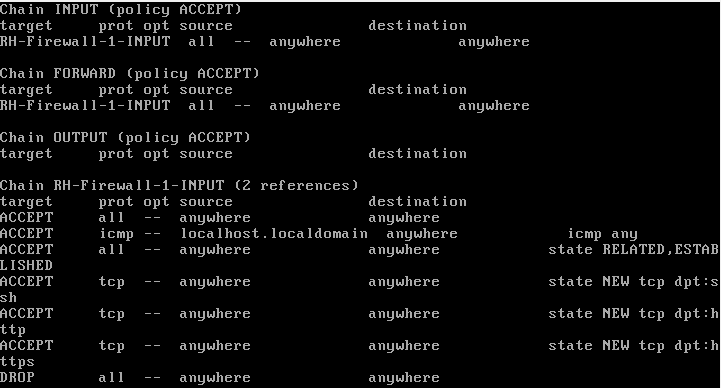 Chain INPUT (policy ACCEPT)
target     prot opt source               destination
RH-Firewall-1-INPUT  all  --  anywhere             anywhere
Chain FORWARD (policy ACCEPT)
target     prot opt source               destination
RH-Firewall-1-INPUT  all  --  anywhere             anywhere
Chain OUTPUT (policy ACCEPT)
target     prot opt source               destination
Chain RH-Firewall-1-INPUT (2 references)
target     prot opt source               destination
ACCEPT     all  --  anywhere             anywhere
ACCEPT     icmp --  localhost.localdomain  anywhere            icmp any
ACCEPT     all  --  anywhere             anywhere            state RELATED,ESTAB
LISHED
ACCEPT     tcp  --  anywhere             anywhere            state NEW tcp dpt:s
sh
ACCEPT     tcp  --  anywhere             anywhere            state NEW tcp dpt:h
ttp
ACCEPT     tcp  --  anywhere             anywhere            state NEW tcp dpt:h
ttps
DROP       all  --  anywhere             anywhere